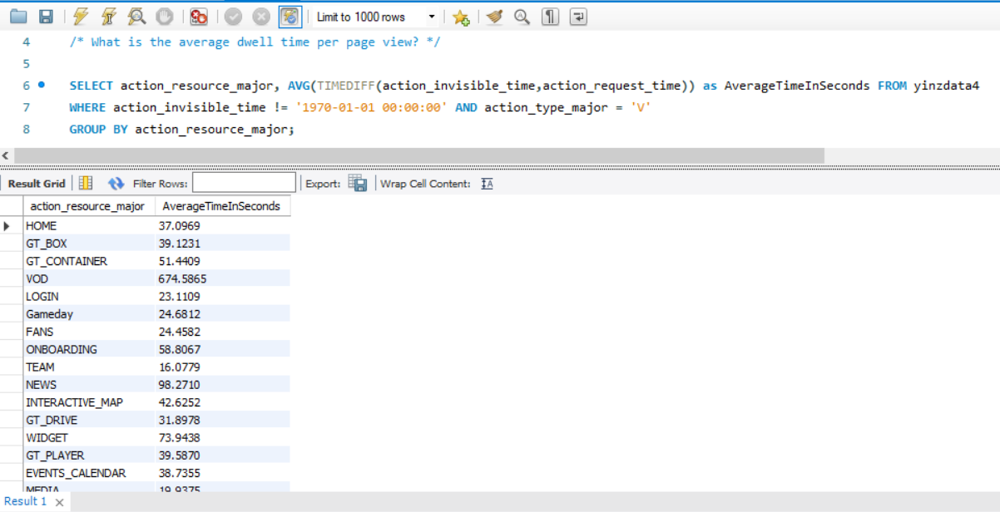 Limit to 1000 rows
4 /* What is the average dwell time per page view? */
5
6 SELECT action_resource_major, AVG(TIMEDIFF(action_invisible_time,action_request_time)) as AverageTimeInSeconds FROM yinzdata4
7 WHERE action_invisible_time != '1970-01-01 00:00:00' AND action_type_major = 'V'
8 GROUP BY action_resource_major;
Result Grid Filter Rows: Export: Wrap Cell Content:
action_resource_major AverageTimeInSeconds
HOME 37.0969
GT_BOX 39.1231
GT_CONTAINER 51.4409
VOD 674.5865
LOGIN 23.1109
Gameday 24.6812
FANS 24.4582
ONBOARDING 58.8067
TEAM 16.0779
NEWS 98.2710
INTERACTIVE_MAP 42.6252
GT_DRIVE 31.8978
WIDGET 73.9438
GT_PLAYER 39.5870
EVENTS_CALENDAR 38.7355
MEDIA 19.9375
Result 1